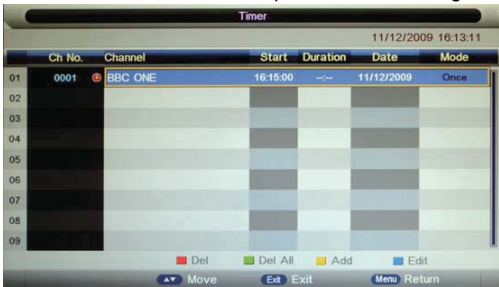 Timer
11/12/2009 16:13:11
Ch No. Channel Start Duration Date Mode
01 0001 BBC ONE 16:15:00 --:-- 11/12/2009 Once
02
03
04
05
06
07
08
09
Del Del All Add Edit
Move Exit Exit Menu Return